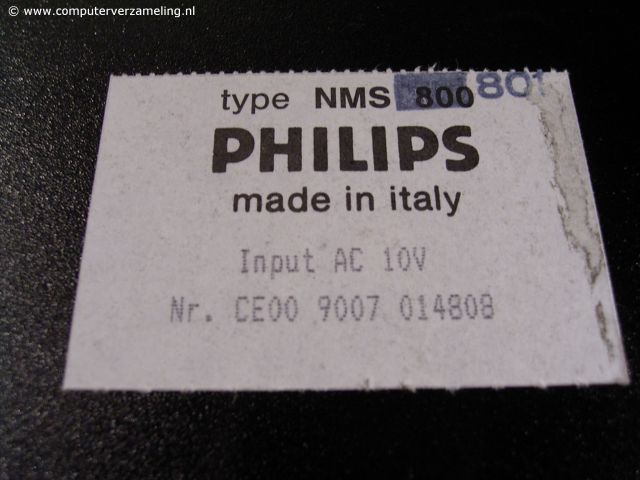 © www.computerverzameling.nl
type NMS 800 801
PHILIPS
made in italy
Input AC 10V
Nr. CE00 9007 014808